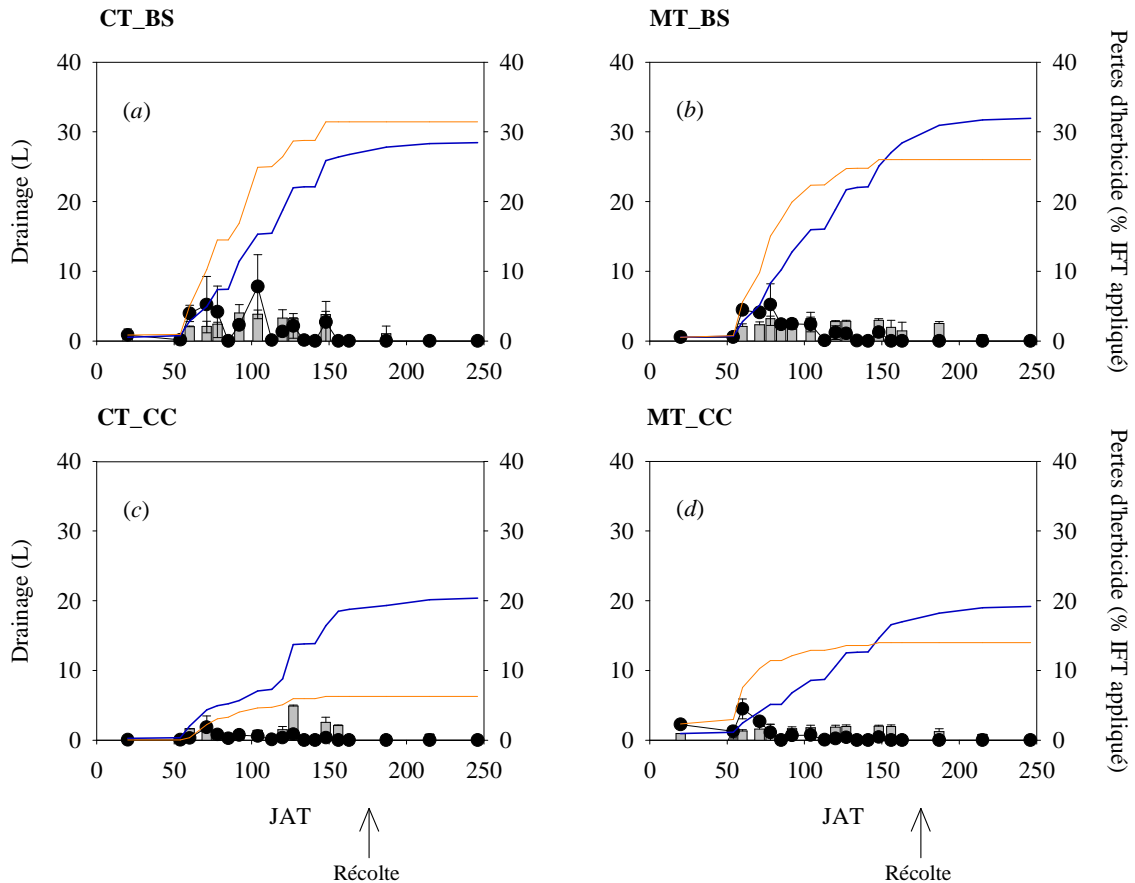 CT_BS
MT_BS
40 40 40 40
30 30 30 30
20 20 20 20
10 10 10 10
0 0 0 0
(a)
(b)
Drainage (L)
Pertes d'herbicide (% IFT appliqué)
0 50 100 150 200 250
0 50 100 150 200 250
CT_CC
MT_CC
40 40 40 40
30 30 30 30
20 20 20 20
10 10 10 10
0 0 0 0
(c)
(d)
Drainage (L)
Pertes d'herbicide (% IFT appliqué)
0 50 100 150 200 250
0 50 100 150 200 250
JAT
JAT
Récolte
Récolte